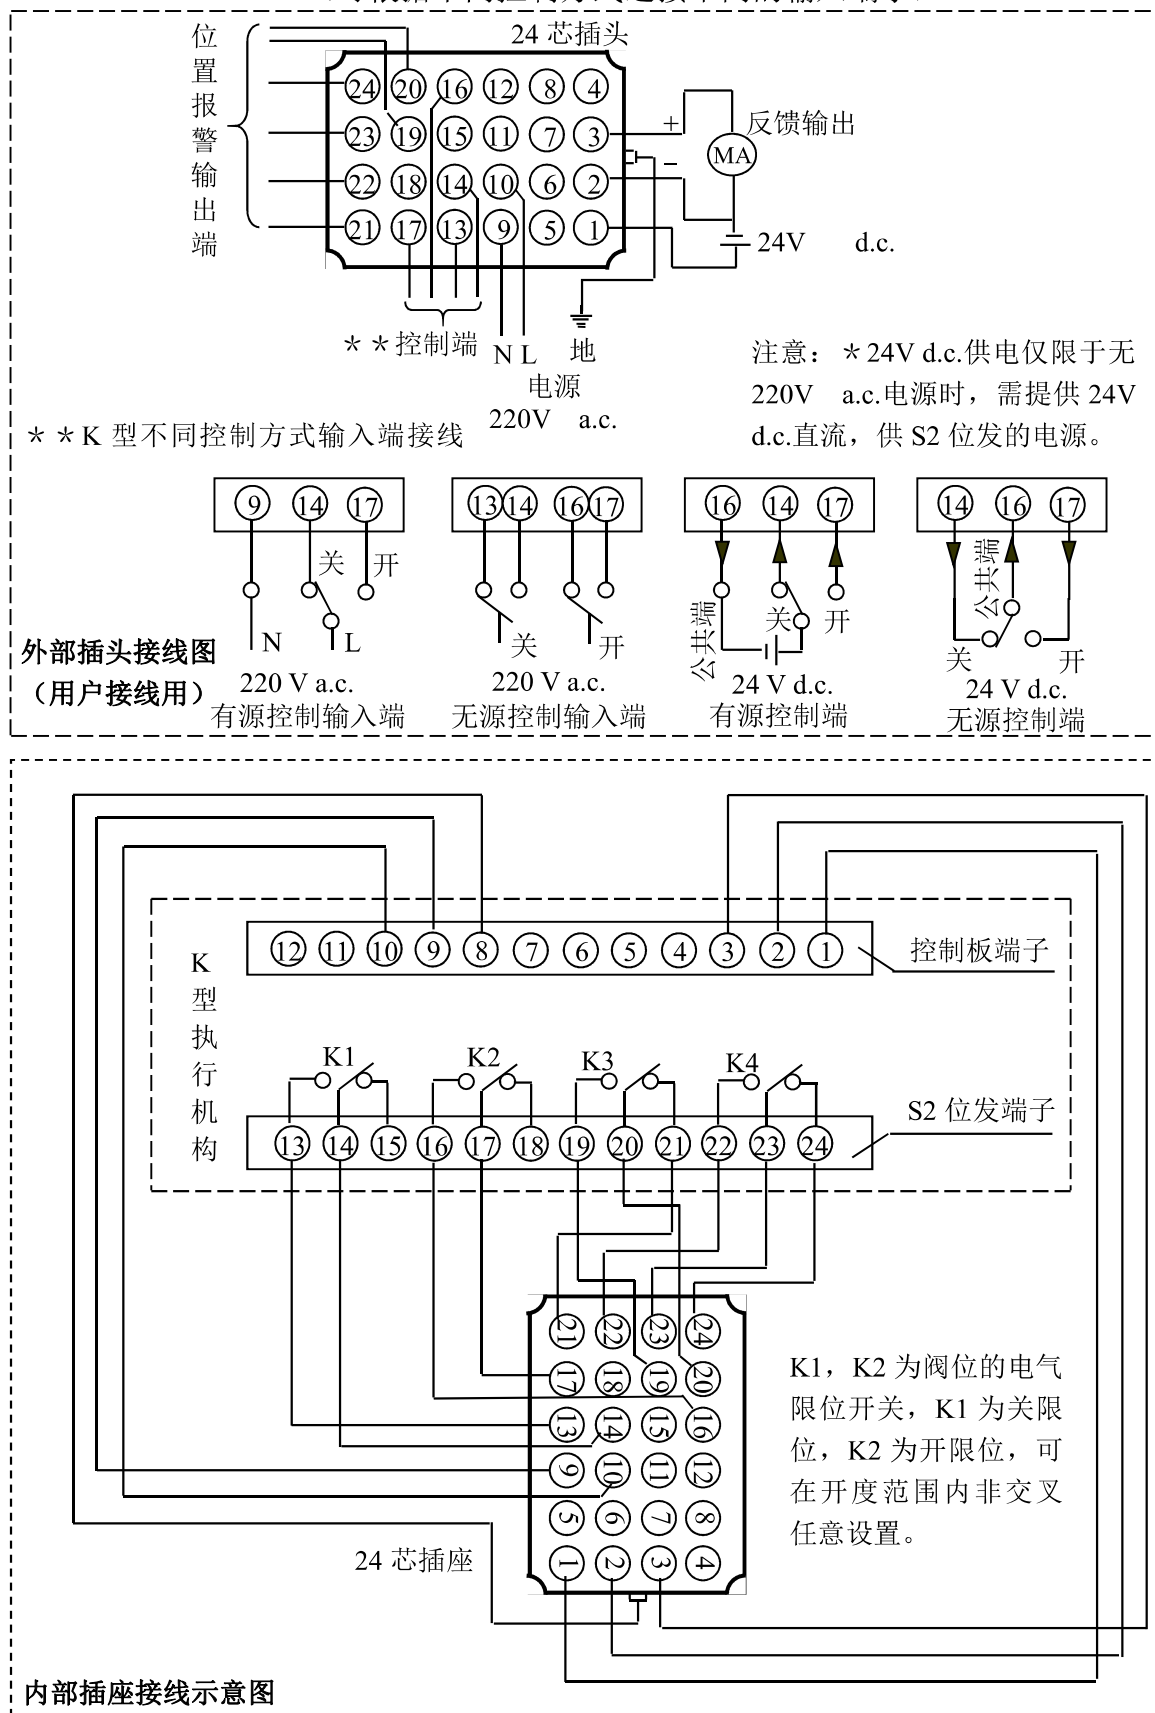 24 芯插头
位置报警输出端
24 20 16 12 8 4
23 19 15 11 7 3
22 18 14 10 6 2
21 17 13 9 5 1
+
−
MA
反馈输出
24V d.c.
＊＊控制端
N L
地
电源
220V a.c.
注意：＊24V d.c.供电仅限于无
220V a.c.电源时，需提供 24V
d.c.直流，供 S2 位发的电源。
＊＊K 型不同控制方式输入端接线
9 14 17
关 开
N L
220 V a.c.
有源控制输入端
13 14 16 17
关 开
220 V a.c.
无源控制输入端
16 14 17
公共端
关 开
24 V d.c.
有源控制端
14 16 17
公共端
关 开
24 V d.c.
无源控制端
外部插头接线图
（用户接线用）
K型执行机构
12 11 10 9 8 7 6 5 4 3 2 1
控制板端子
K1 K2 K3 K4
S2 位发端子
13 14 15 16 17 18 19 20 21 22 23 24
21 22 23 24
17 18 19 20
13 14 15 16
9 10 11 12
5 6 7 8
1 2 3 4
24 芯插座
K1，K2 为阀位的电气
限位开关，K1 为关限
位，K2 为开限位，可
在开度范围内非交叉
任意设置。
内部插座接线示意图